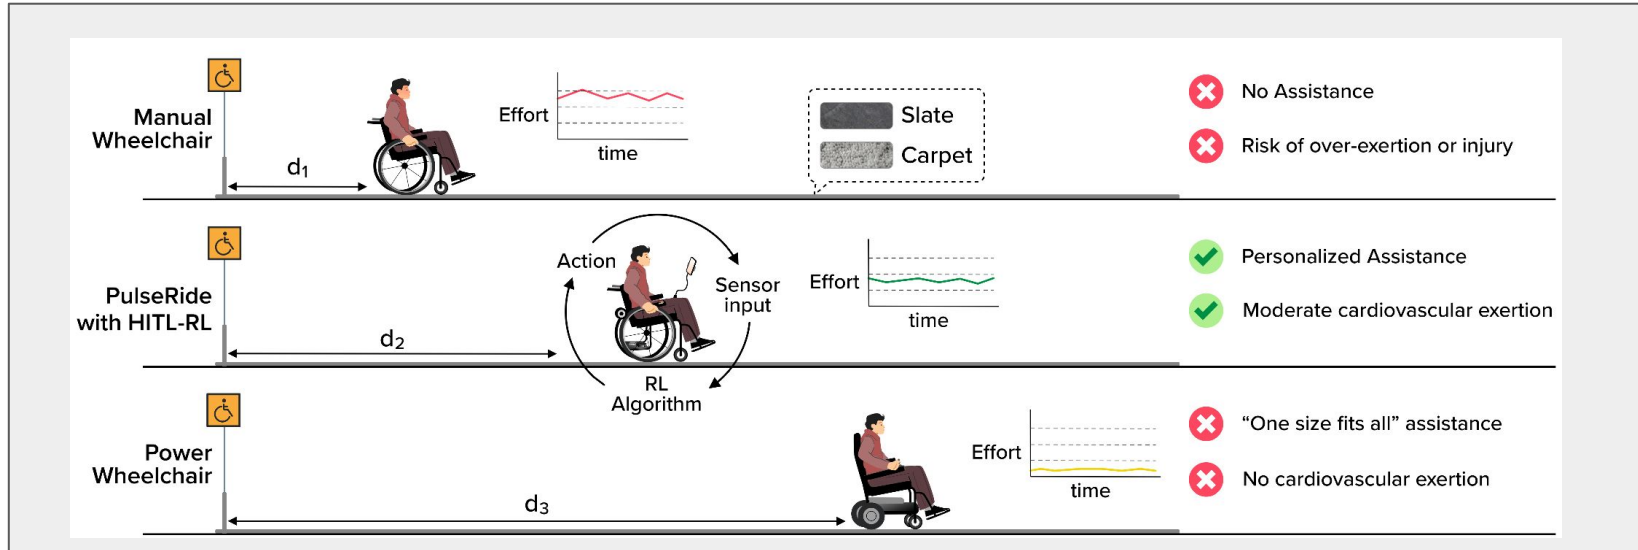 Manual
Wheelchair
d1
Effort
time
Slate
Carpet
No Assistance
Risk of over-exertion or injury
PulseRide
with HITL-RL
d2
Action
Sensor
input
RL
Algorithm
Effort
time
Personalized Assistance
Moderate cardiovascular exertion
Power
Wheelchair
d3
Effort
time
“One size fits all” assistance
No cardiovascular exertion